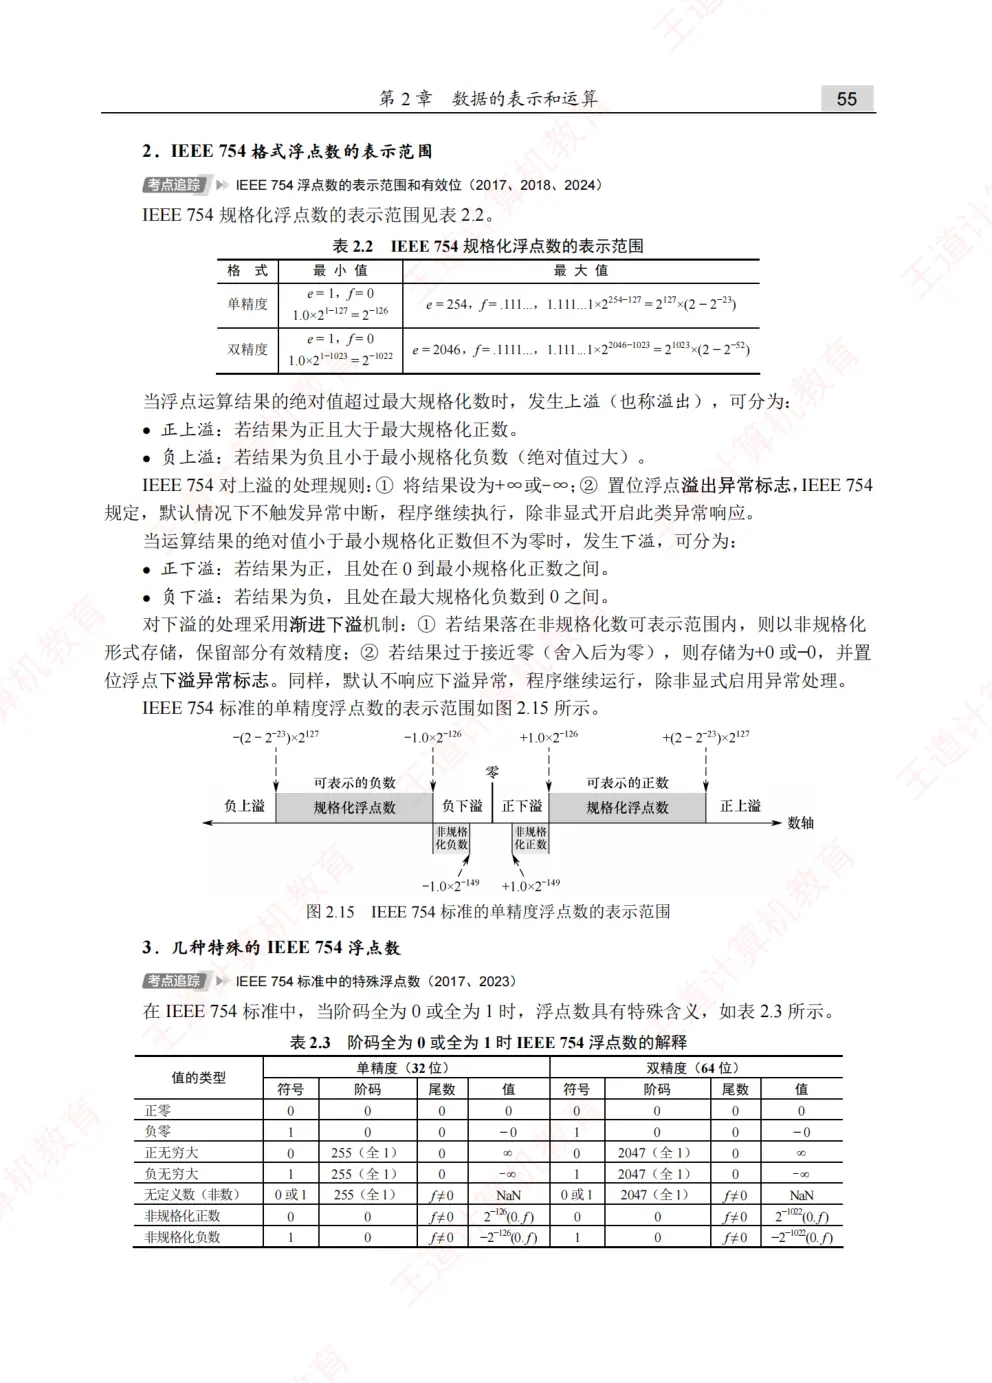 第 2 章 数据的表示和运算 55
2．IEEE 754 格式浮点数的表示范围
考点追踪 IEEE 754 浮点数的表示范围和有效位（2017、2018、2024）
IEEE 754 规格化浮点数的表示范围见表 2.2。
表 2.2 IEEE 754 规格化浮点数的表示范围
格 式 最 小 值 最 大 值
单精度 e = 1，f = 0 1.0×2^{1−127} = 2^{−126} e = 254，f = .111…，1.111…1×2^{254−127} = 2^{127}×(2 − 2^{−23})
双精度 e = 1，f = 0 1.0×2^{1−1023} = 2^{−1022} e = 2046，f = .1111…，1.111…1×2^{2046−1023} = 2^{1023}×(2 − 2^{−52})
当浮点运算结果的绝对值超过最大规格化数时，发生上溢（也称溢出），可分为：
● 正上溢：若结果为正且大于最大规格化正数。
● 负上溢：若结果为负且小于最小规格化负数（绝对值过大）。
IEEE 754 对上溢的处理规则：① 将结果设为+∞或−∞；② 置位浮点溢出异常标志，IEEE 754
规定，默认情况下不触发异常中断，程序继续执行，除非显式开启此类异常响应。
当运算结果的绝对值小于最小规格化正数但不为零时，发生下溢，可分为：
● 正下溢：若结果为正，且处在 0 到最小规格化正数之间。
● 负下溢：若结果为负，且处在最大规格化负数到 0 之间。
对下溢的处理采用渐进下溢机制：① 若结果落在非规格化数可表示范围内，则以非规格化
形式存储，保留部分有效精度；② 若结果过于接近零（舍入后为零），则存储为+0 或−0，并置
位浮点下溢异常标志。同样，默认不响应下溢异常，程序继续运行，除非显式启用异常处理。
IEEE 754 标准的单精度浮点数的表示范围如图 2.15 所示。
−(2 − 2^{−23})×2^{127} −1.0×2^{−126} +1.0×2^{−126} +(2 − 2^{−23})×2^{127}
零
可表示的负数 可表示的正数
负上溢 规格化浮点数 负下溢 正下溢 规格化浮点数 正上溢
数轴
非规格 非规格
化负数 化正数
−1.0×2^{−149} +1.0×2^{−149}
图 2.15 IEEE 754 标准的单精度浮点数的表示范围
3．几种特殊的 IEEE 754 浮点数
考点追踪 IEEE 754 标准中的特殊浮点数（2017、2023）
在 IEEE 754 标准中，当阶码全为 0 或全为 1 时，浮点数具有特殊含义，如表 2.3 所示。
表 2.3 阶码全为 0 或全为 1 时 IEEE 754 浮点数的解释
值的类型 单精度（32 位） 双精度（64 位）
符号 阶码 尾数 值 符号 阶码 尾数 值
正零 0 0 0 0 0 0 0 0
负零 1 0 0 −0 1 0 0 −0
正无穷大 0 255（全 1） 0 ∞ 0 2047（全 1） 0 ∞
负无穷大 1 255（全 1） 0 -∞ 1 2047（全 1） 0 -∞
无定义数（非数） 0 或 1 255（全 1） f≠0 NaN 0 或 1 2047（全 1） f≠0 NaN
非规格化正数 0 0 f≠0 2^{−126}(0.f) 0 0 f≠0 2^{−1022}(0.f)
非规格化负数 1 0 f≠0 −2^{−126}(0.f) 1 0 f≠0 −2^{−1022}(0.f)
王道计算机教育